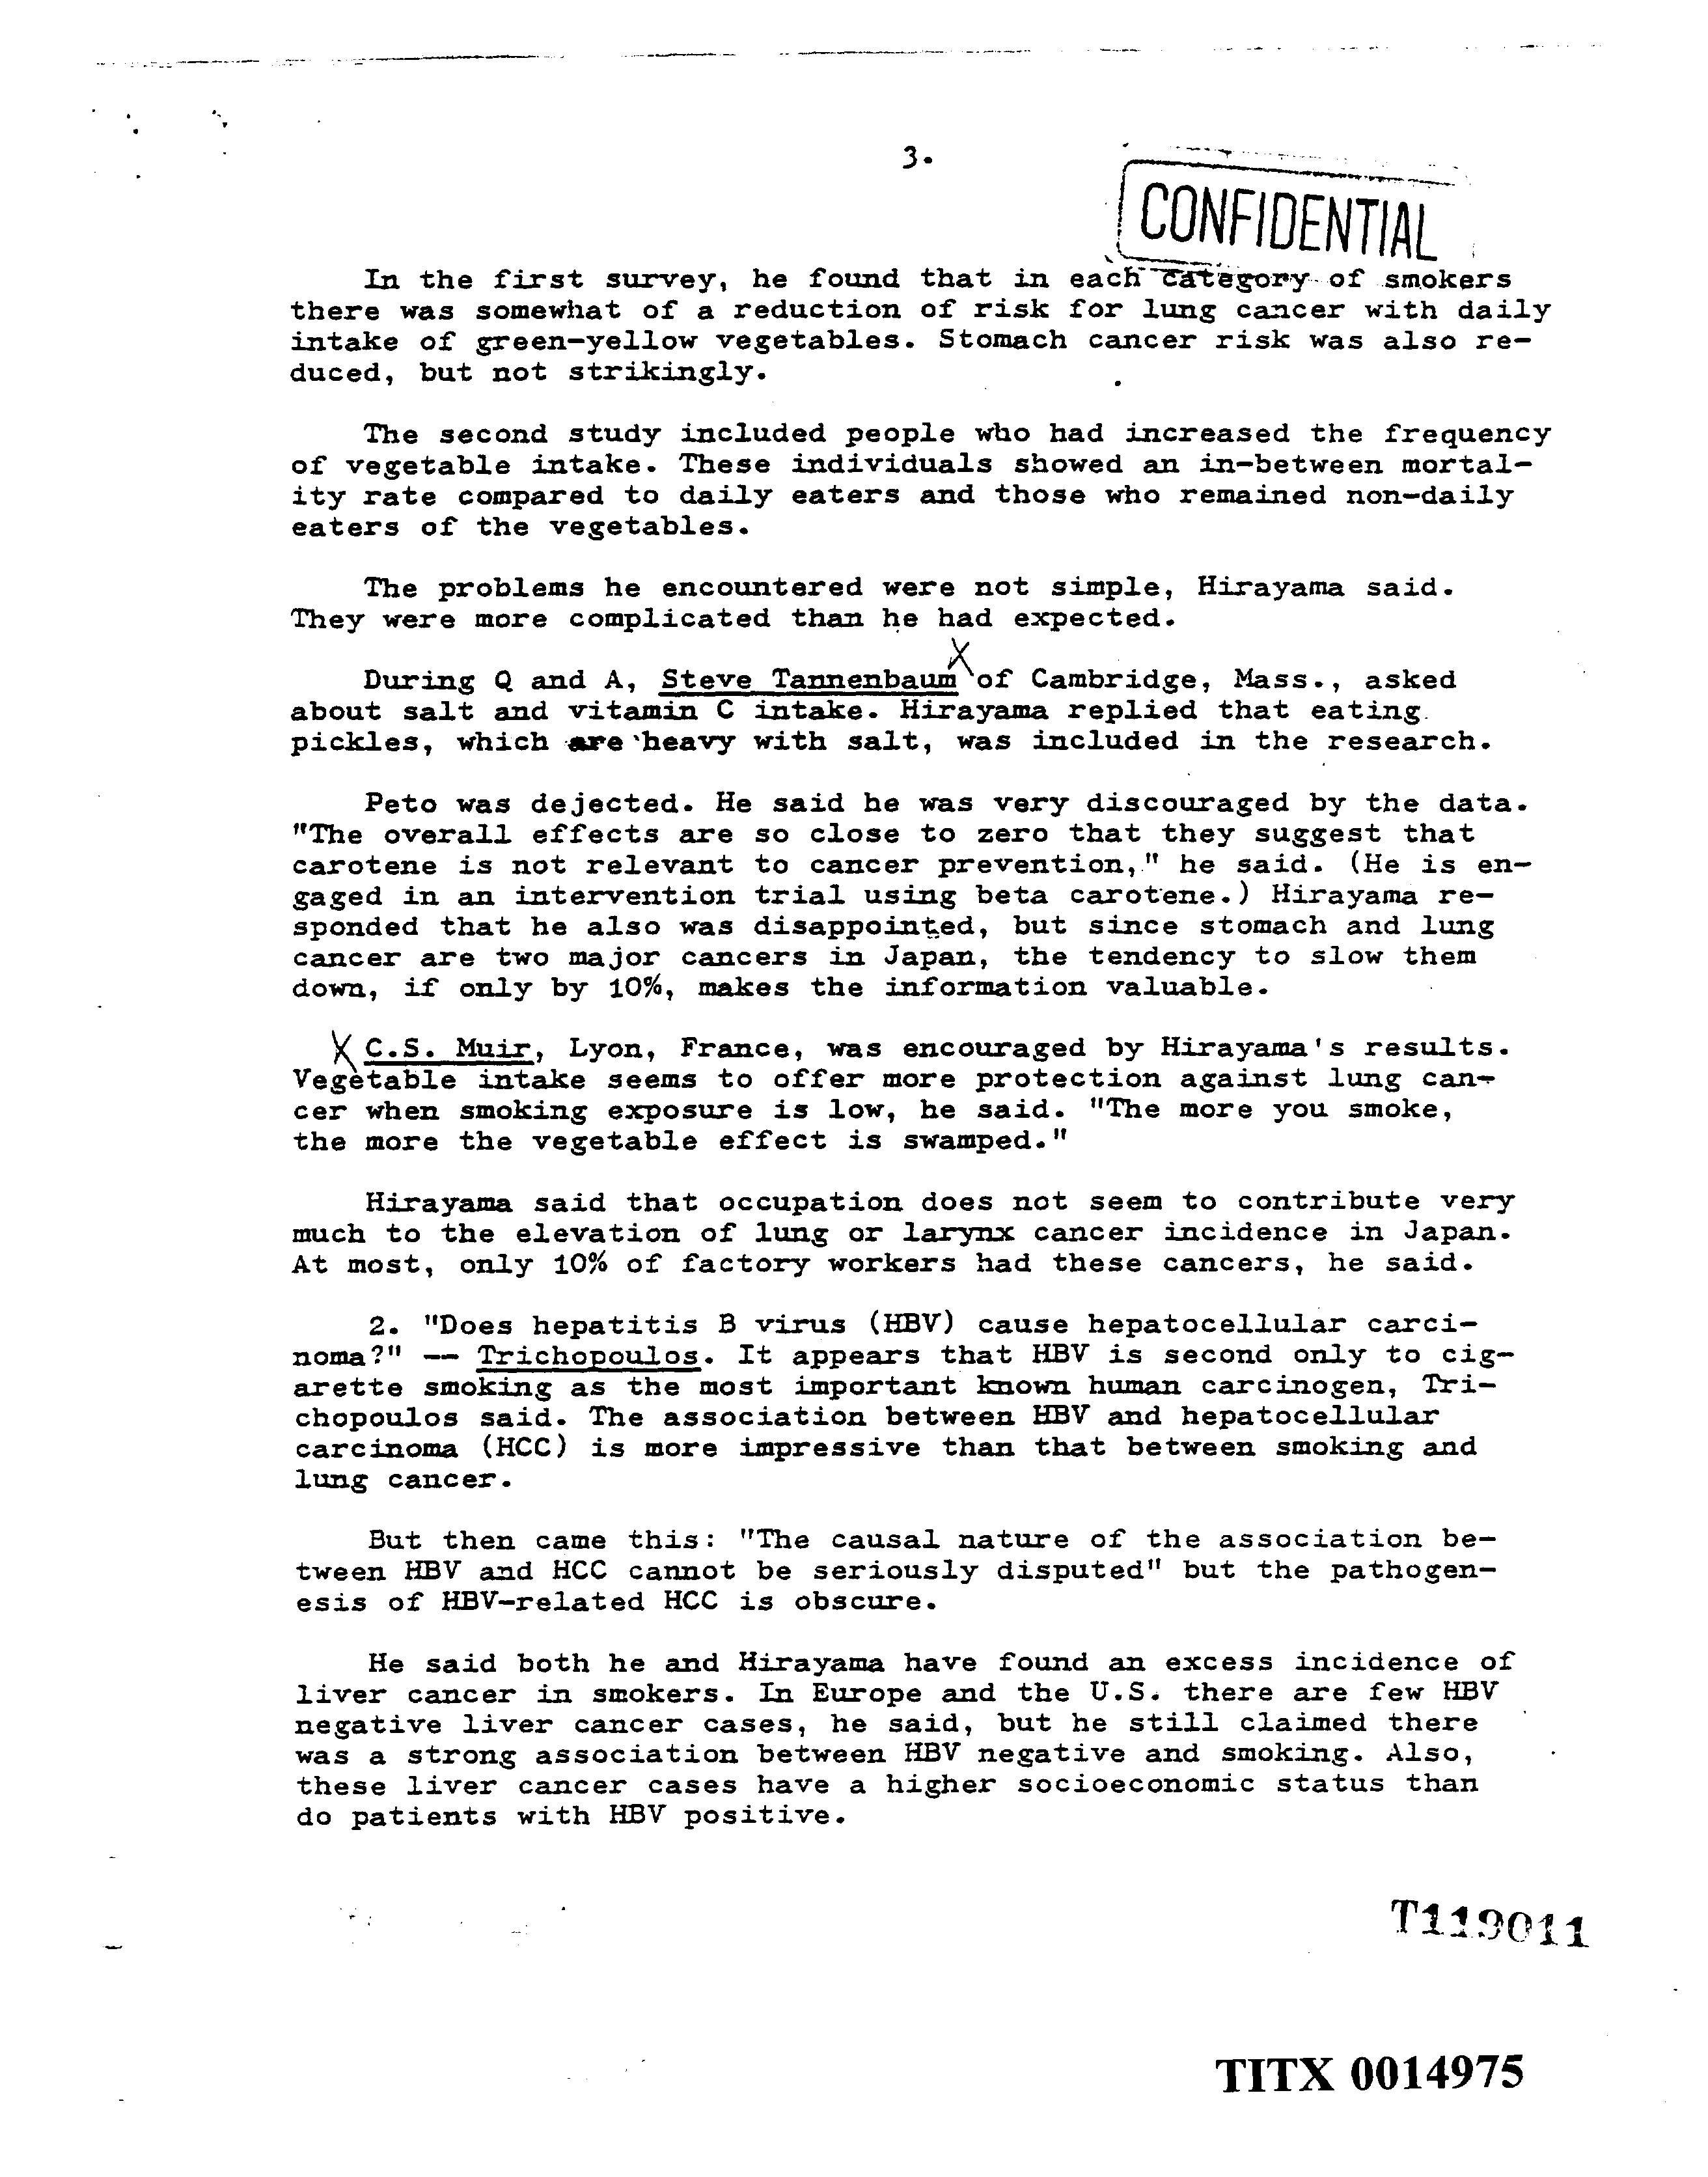 3.
CONFIDENTIAL
In the first survey, he found that in each category of smokers
there was somewhat of a reduction of risk for lung cancer with daily
intake of green-yellow vegetables. Stomach cancer risk was also re-
duced, but not strikingly.
The second study included people who had increased the frequency
of vegetable intake. These individuals showed an in-between mortal-
ity rate compared to daily eaters and those who remained non-daily
eaters of the vegetables.
The problems he encountered were not simple, Hirayama said.
They were more complicated than he had expected.
X
During Q and A, Steve Tannenbaum of Cambridge, Mass., asked
about salt and vitamin C intake. Hirayama replied that eating
pickles, which are heavy with salt, was included in the research.
Peto was dejected. He said he was very discouraged by the data.
"The overall effects are so close to zero that they suggest that
carotene is not relevant to cancer prevention," he said. (He is en-
gaged in an intervention trial using beta carotene.) Hirayama re-
sponded that he also was disappointed, but since stomach and lung
cancer are two major cancers in Japan, the tendency to slow them
down, if only by 10%, makes the information valuable.
X C.S. Muir, Lyon, France, was encouraged by Hirayama's results.
Vegetable intake seems to offer more protection against lung can-
cer when smoking exposure is low, he said. "The more you smoke,
the more the vegetable effect is swamped."
Hirayama said that occupation does not seem to contribute very
much to the elevation of lung or larynx cancer incidence in Japan.
At most, only 10% of factory workers had these cancers, he said.
2. "Does hepatitis B virus (HBV) cause hepatocellular carci-
noma?" -- Trichopoulos. It appears that HBV is second only to cig-
arette smoking as the most important known human carcinogen, Tri-
chopoulos said. The association between HBV and hepatocellular
carcinoma (HCC) is more impressive than that between smoking and
lung cancer.
But then came this: "The causal nature of the association be-
tween HBV and HCC cannot be seriously disputed" but the pathogen-
esis of HBV-related HCC is obscure.
He said both he and Hirayama have found an excess incidence of
liver cancer in smokers. In Europe and the U.S. there are few HBV
negative liver cancer cases, he said, but he still claimed there
was a strong association between HBV negative and smoking. Also,
these liver cancer cases have a higher socioeconomic status than
do patients with HBV positive.
T119011
TITX 0014975